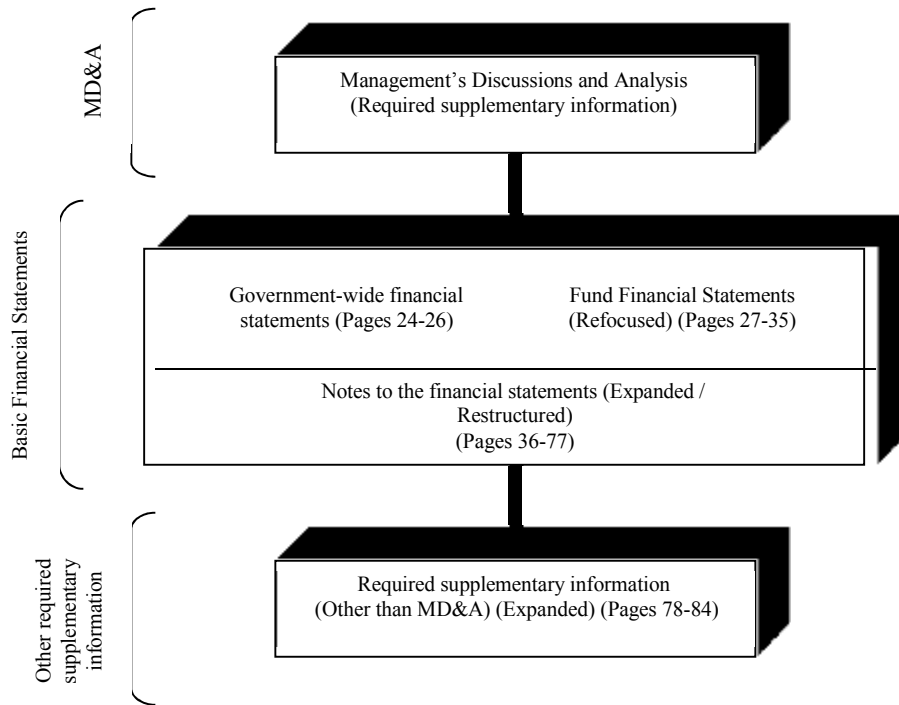 MD&A
Management’s Discussions and Analysis
(Required supplementary information)
Basic Financial Statements
Government-wide financial
statements (Pages 24-26)
Fund Financial Statements
(Refocused) (Pages 27-35)
Notes to the financial statements (Expanded /
Restructured)
(Pages 36-77)
Other required
supplementary
information
Required supplementary information
(Other than MD&A) (Expanded) (Pages 78-84)